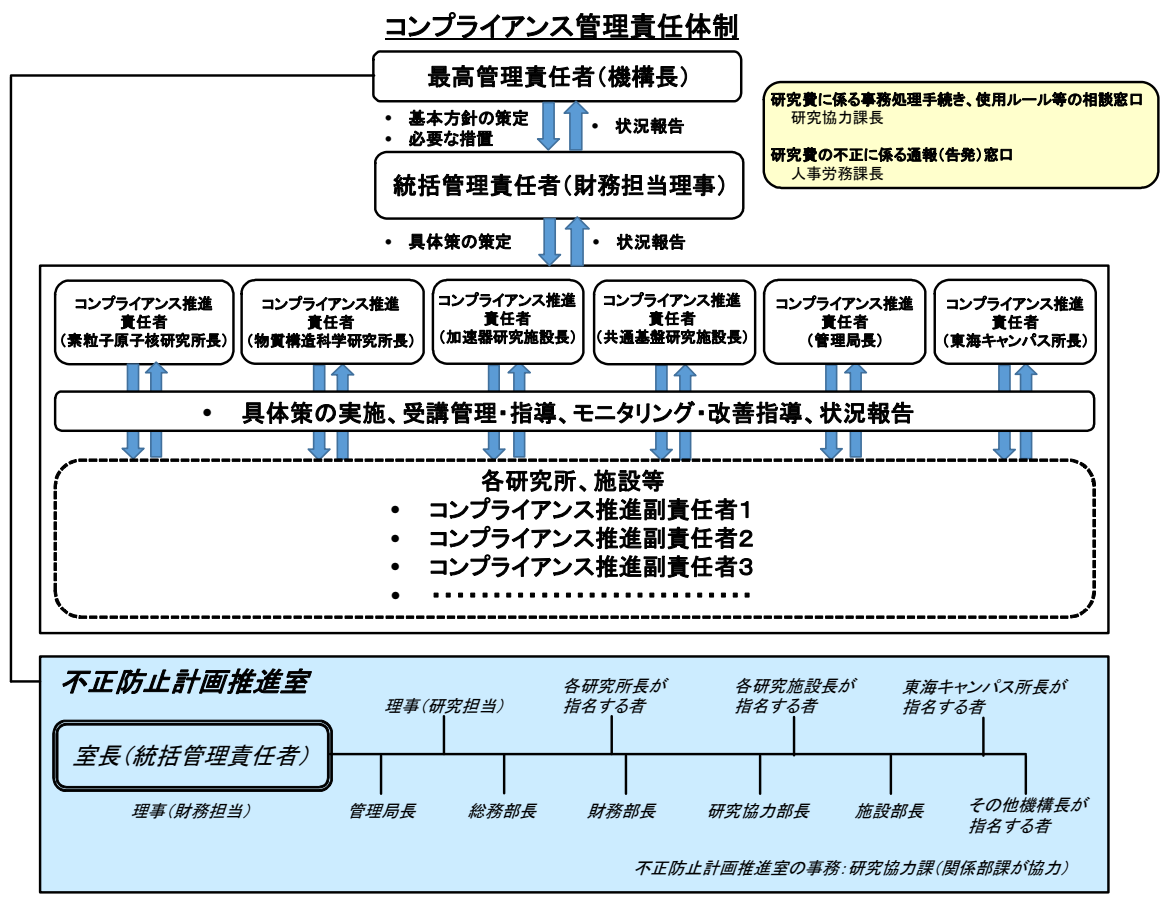 コンプライアンス管理責任体制
最高管理責任者（機構長）
• 基本方針の策定
• 必要な措置
• 状況報告
研究費に係る事務処理手続き、使用ルール等の相談窓口
研究協力課長
研究費の不正に係る通報（告発）窓口
人事労務課長
統括管理責任者（財務担当理事）
• 具体策の策定
• 状況報告
コンプライアンス推進
責任者
（素粒子原子核研究所長）
コンプライアンス推進
責任者
（物質構造科学研究所長）
コンプライアンス推進
責任者
（加速器研究施設長）
コンプライアンス推進
責任者
（共通基盤研究施設長）
コンプライアンス推進
責任者
（管理局長）
コンプライアンス推進
責任者
（東海キャンパス所長）
• 具体策の実施、受講管理・指導、モニタリング・改善指導、状況報告
各研究所、施設等
• コンプライアンス推進副責任者１
• コンプライアンス推進副責任者２
• コンプライアンス推進副責任者３
• ・・・・・・・・・・・・・・・・・・・・・・・・・・
不正防止計画推進室
室長（統括管理責任者）
理事（財務担当）
理事（研究担当）
各研究所長が
指名する者
各研究施設長が
指名する者
東海キャンパス所長が
指名する者
管理局長
総務部長
財務部長
研究協力部長
施設部長
その他機構長が
指名する者
不正防止計画推進室の事務：研究協力課（関係部課が協力）